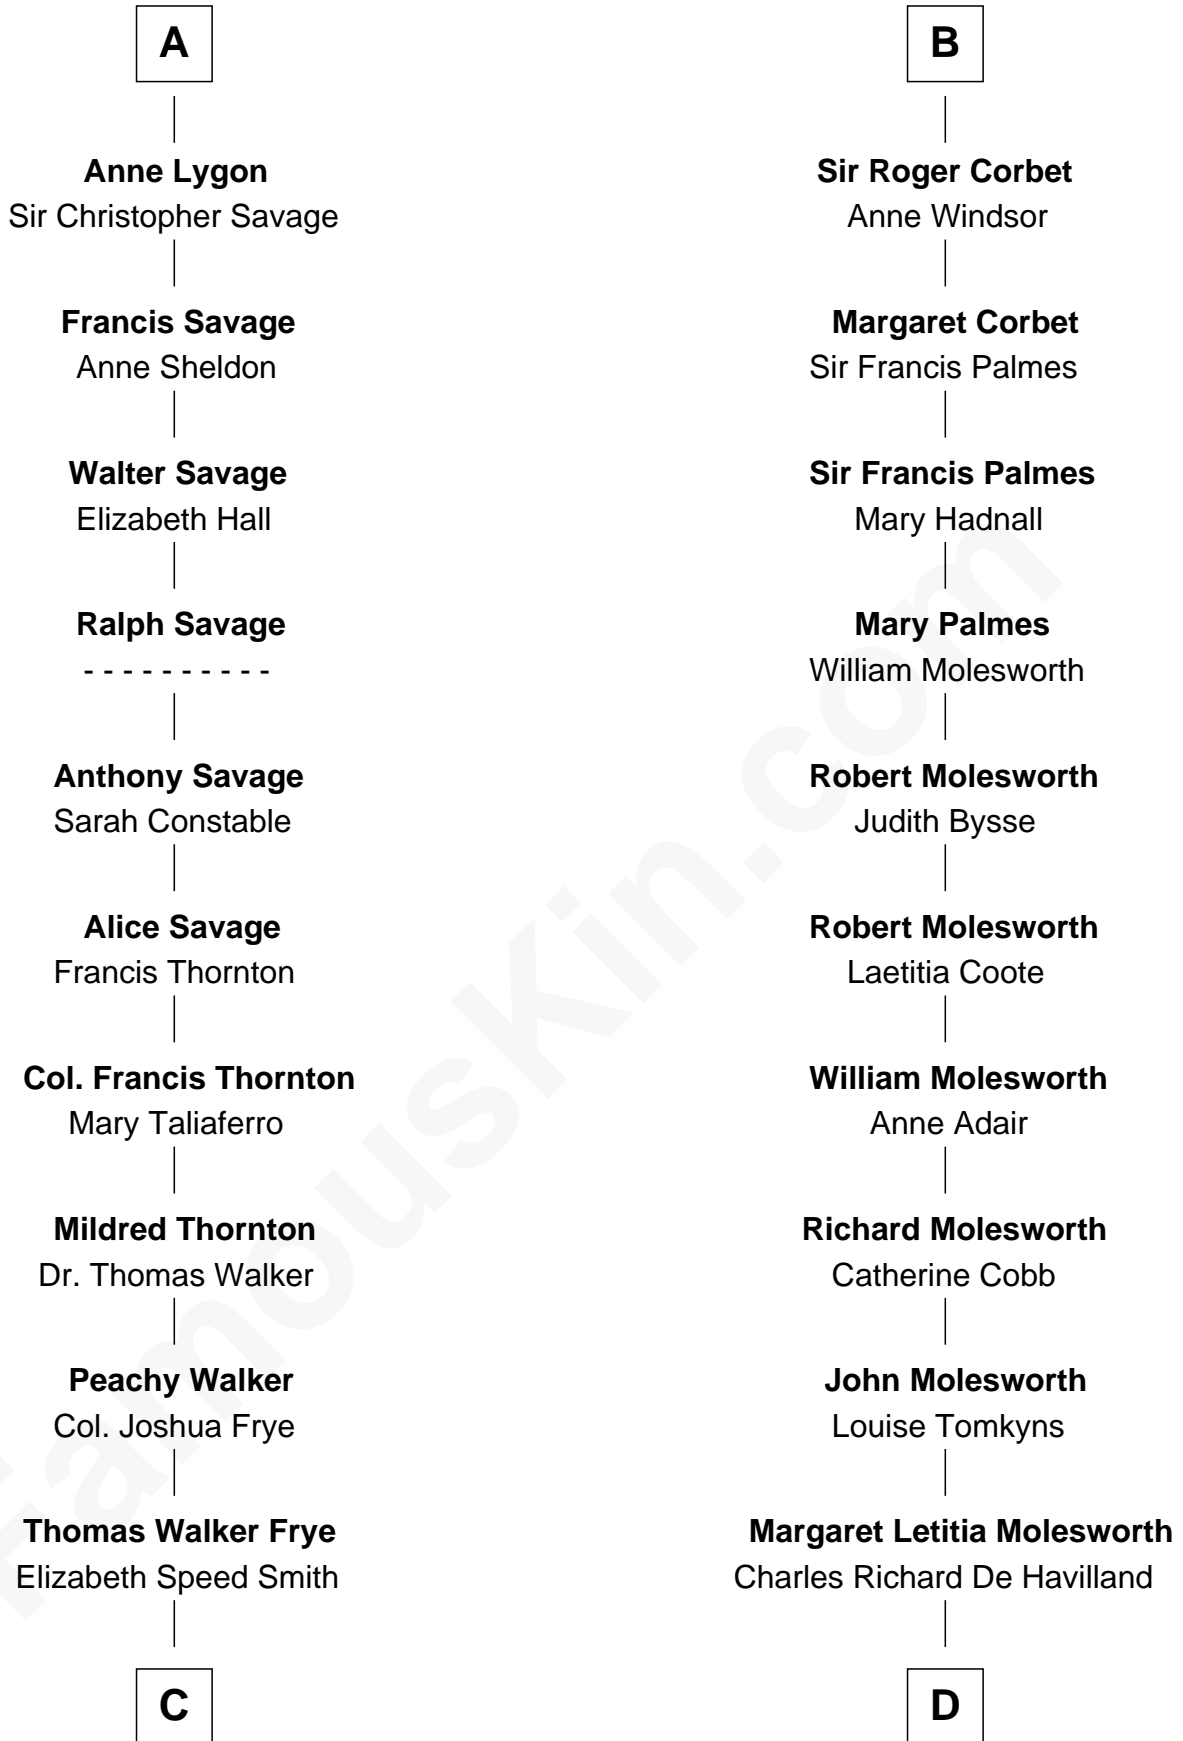 A
Anne Lygon
Sir Christopher Savage
Francis Savage
Anne Sheldon
Walter Savage
Elizabeth Hall
Ralph Savage
- - - - - - - - - -
Anthony Savage
Sarah Constable
Alice Savage
Francis Thornton
Col. Francis Thornton
Mary Taliaferro
Mildred Thornton
Dr. Thomas Walker
Peachy Walker
Col. Joshua Frye
Thomas Walker Frye
Elizabeth Speed Smith
C
B
Sir Roger Corbet
Anne Windsor
Margaret Corbet
Sir Francis Palmes
Sir Francis Palmes
Mary Hadnall
Mary Palmes
William Molesworth
Robert Molesworth
Judith Bysse
Robert Molesworth
Laetitia Coote
William Molesworth
Anne Adair
Richard Molesworth
Catherine Cobb
John Molesworth
Louise Tomkyns
Margaret Letitia Molesworth
Charles Richard De Havilland
D
FamousKin.com